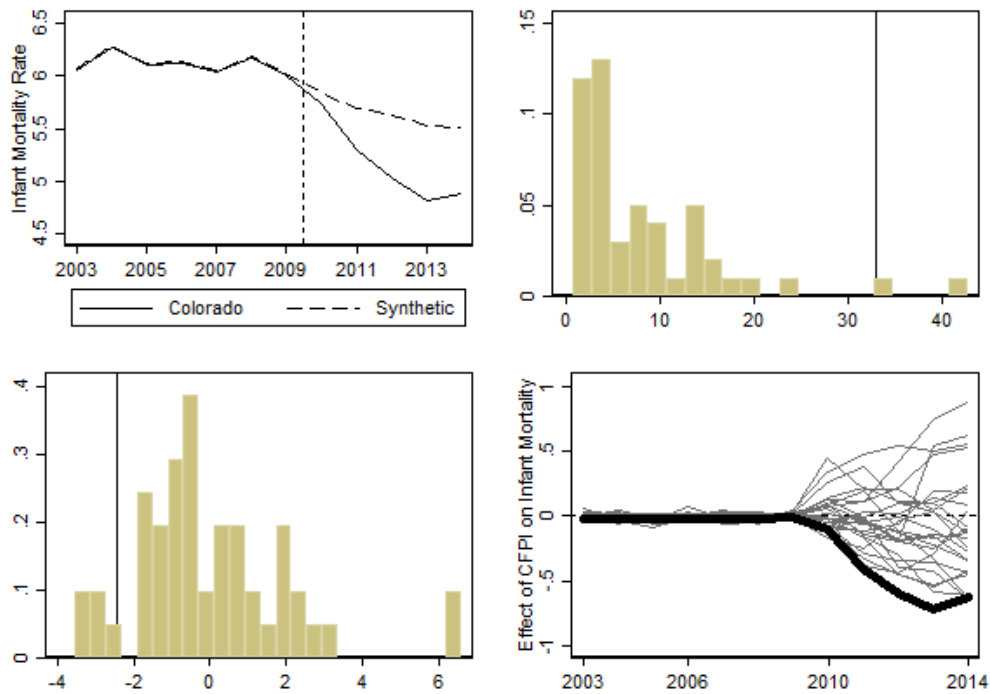 Infant Mortality Rate
6.5
6
5.5
5
4.5
2003 2005 2007 2009 2011 2013
Colorado Synthetic
.15
.1
.05
0
0 10 20 30 40
.4
.3
.2
.1
0
-4 -2 0 2 4 6
Effect of CFPI on Infant Mortality
1
.5
0
-.5
-1
2003 2006 2010 2014